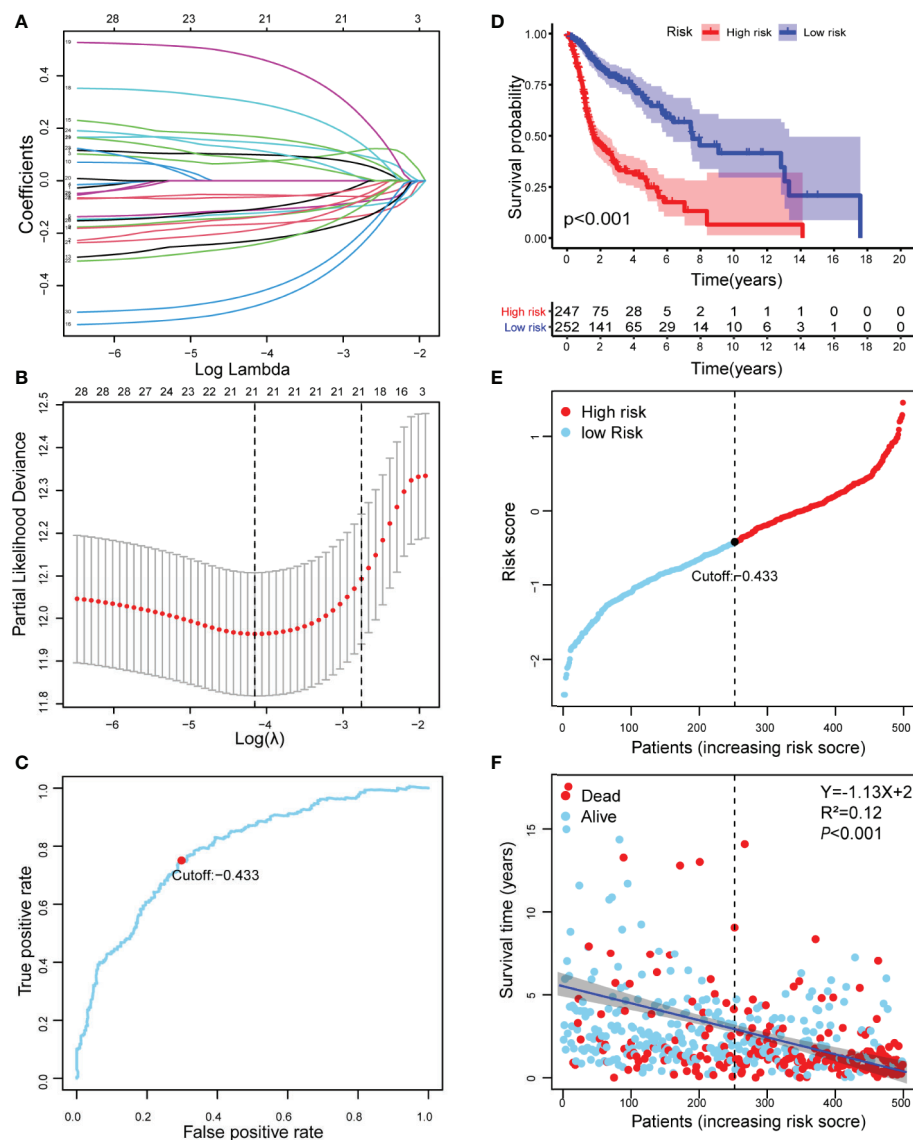 A
28 23 21 21 3
Coefficients
0.4
0.2
0.0
-0.2
-0.4
−6 −5 −4 −3 −2
Log Lambda
B
28 28 28 27 24 23 22 21 21 21 21 21 21 18 16 3
Partial Likelihood Deviance
12.5
12.4
12.3
12.2
12.1
12.0
11.9
11.8
−6 −5 −4 −3 −2
Log(λ)
C
True positive rate
1.0
0.8
0.6
0.4
0.2
0.0
Cutoff:−0.433
0.0 0.2 0.4 0.6 0.8 1.0
False positive rate
D
Risk High risk Low risk
Survival probability
1.00
0.75
0.50
0.25
0.00
p<0.001
0 2 4 6 8 10 12 14 16 18 20
Time(years)
High risk 247 75 28 5 2 1 1 1 0 0 0
Low risk 252 141 65 29 14 10 6 3 1 0 0
0 2 4 6 8 10 12 14 16 18 20
Time(years)
E
High risk
low Risk
Risk score
1
0
−1
−2
Cutoff:−0.433
0 100 200 300 400 500
Patients (increasing risk socre)
F
Dead
Alive
Y=-1.13X+2
R²=0.12
P<0.001
Survival time (years)
15
10
5
0
0 100 200 300 400 500
Patients (increasing risk socre)